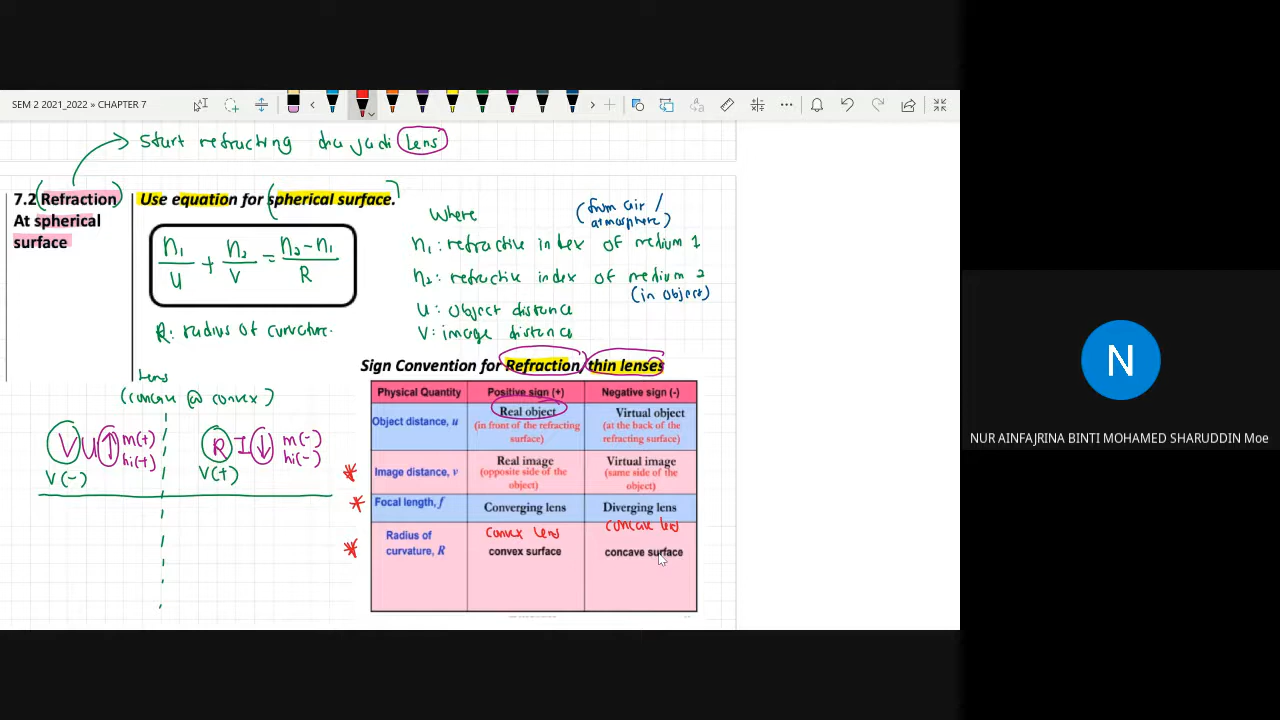 SEM 2 2021_2022 » CHAPTER 7
Start refracting dia jadi lens
7.2 Refraction
At spherical
surface
Use equation for spherical surface.
n1/u + n2/v = n2-n1/R
R: radius of curvature.
Where
(from air /
atmosphere)
n1: refractive index of medium 1
n2: refractive index of medium 2
(in object)
u: object distance
v: image distance
Sign Convention for Refraction/thin lenses
Physical Quantity Positive sign (+) Negative sign (-)
Object distance, u Real object Virtual object
(in front of the refracting surface) (at the back of the refracting surface)
Image distance, v Real image Virtual image
(opposite side of the object) (same side of the object)
Focal length, f Converging lens Diverging lens
Radius of curvature, R convex lens concave lens
convex surface concave surface
Lens
(concave @ convex)
V U ↑ m(+)
hi(+)
V(-)
R I ↓ m(-)
hi(-)
V(+)
N
NUR AINFAJRINA BINTI MOHAMED SHARUDDIN Moe